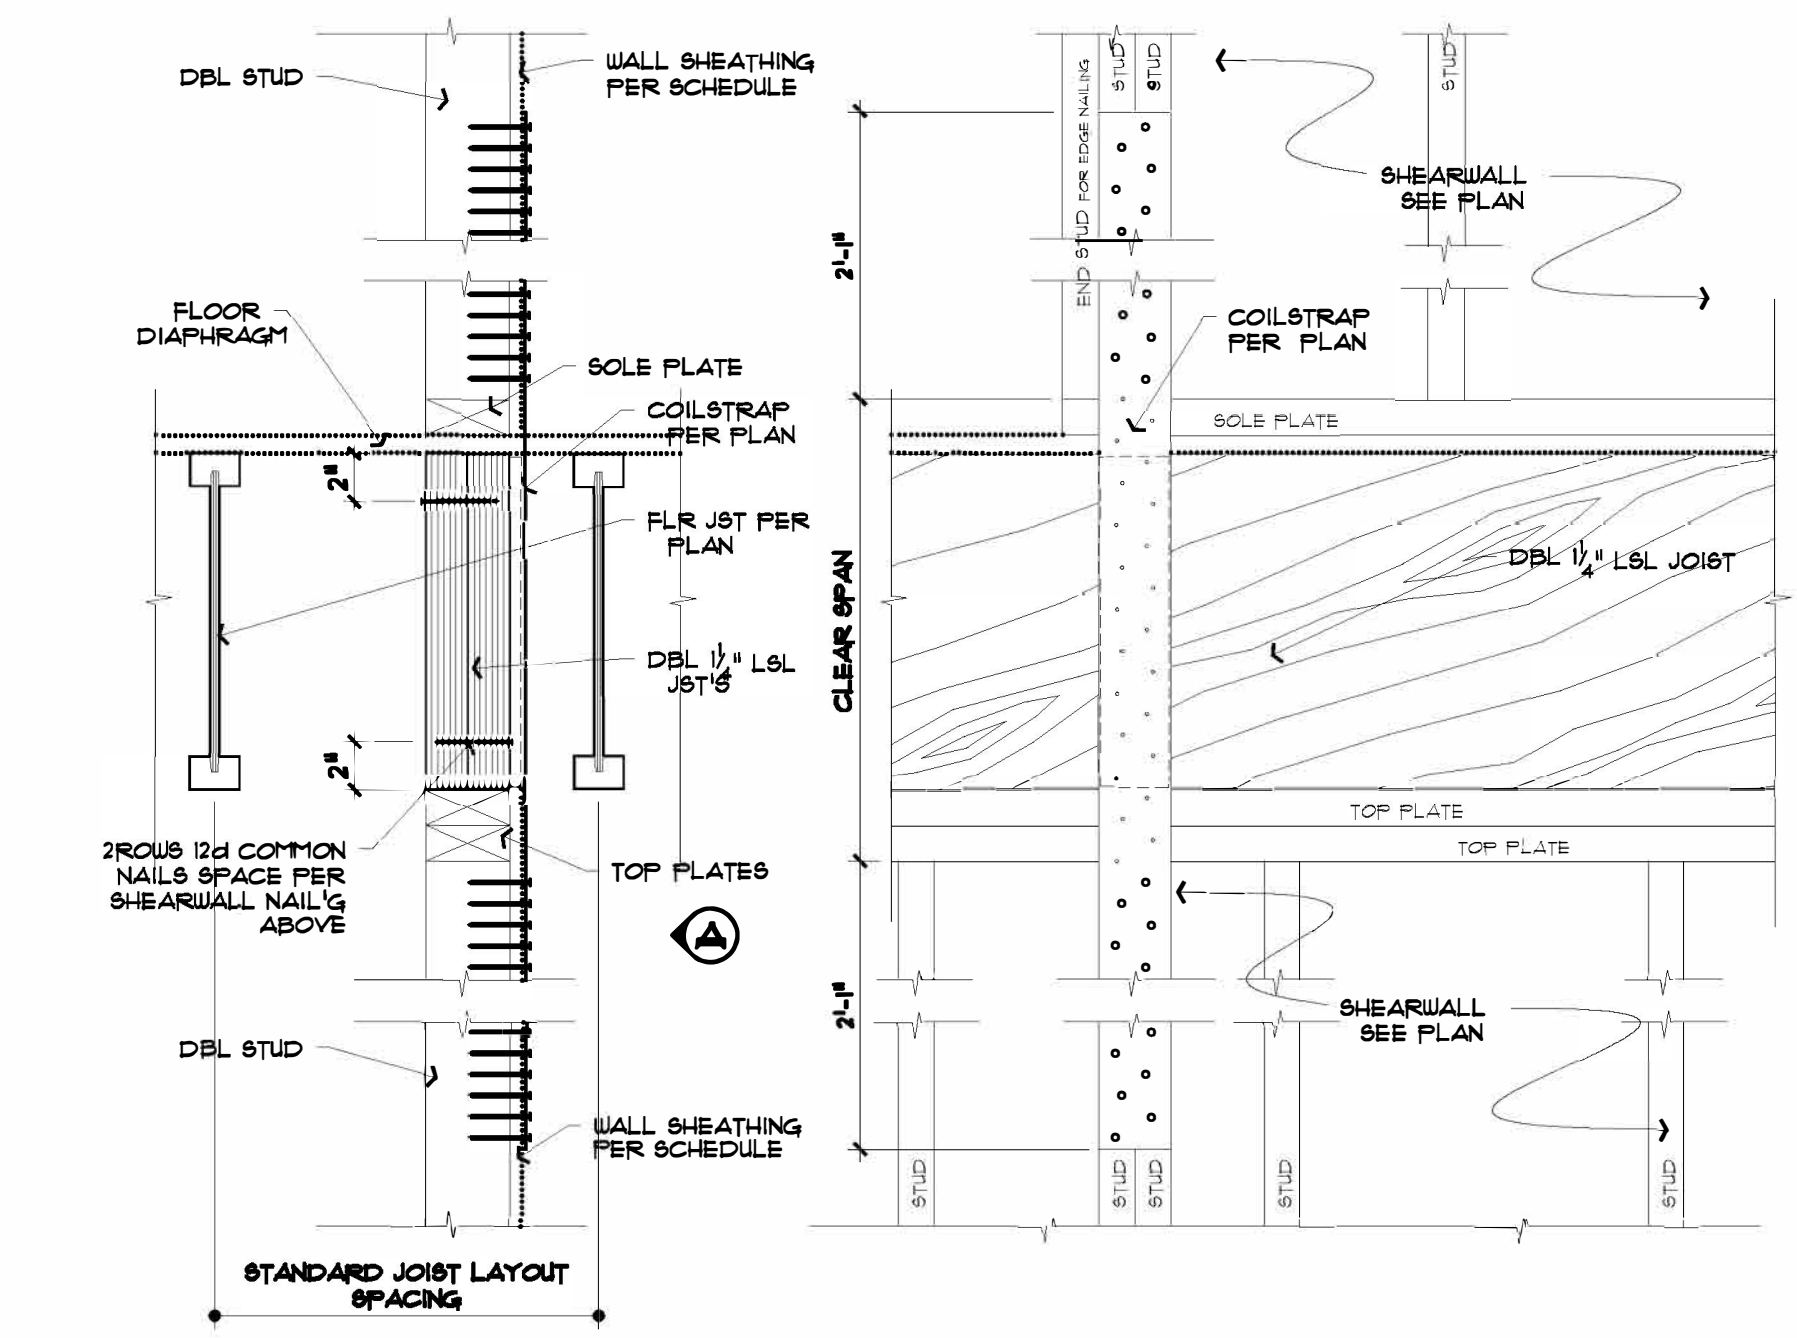 DBL STUD
WALL SHEATHING
PER SCHEDULE
FLOOR
DIAPHRAGM
SOLE PLATE
COILSTRAP
PER PLAN
2"
FLR JST PER
PLAN
DBL 1 1/4" LSL
JST'S
2"
2ROWS 12d COMMON
NAILS SPACE PER
SHEARWALL NAIL'G
ABOVE
TOP PLATES
A
DBL STUD
WALL SHEATHING
PER SCHEDULE
STANDARD JOIST LAYOUT
SPACING
END STUD FOR EDGE NAILING
STUD
STUD
STUD
SHEARWALL
SEE PLAN
2'-1"
COILSTRAP
PER PLAN
SOLE PLATE
CLEAR SPAN
DBL 1 1/4" LSL JOIST
TOP PLATE
TOP PLATE
2'-1"
SHEARWALL
SEE PLAN
STUD
STUD
STUD
STUD
STUD